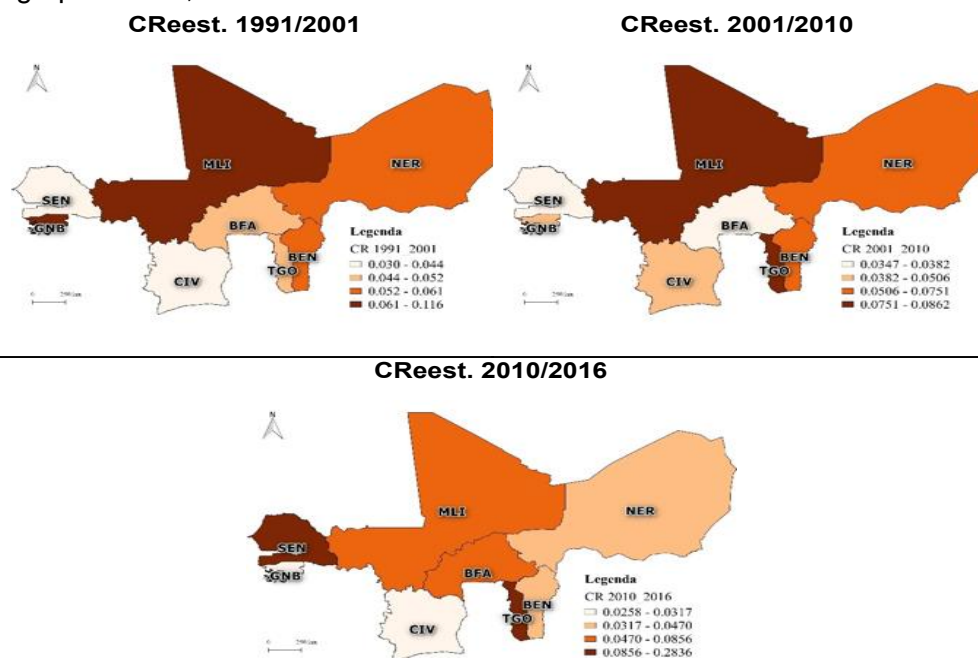 CReest. 1991/2001
N
MLI
NER
SEN
GNB
BFA
BEN
TGO
CIV
Legenda
CR 1991 2001
0.030 - 0.044
0.044 - 0.052
0.052 - 0.061
0.061 - 0.116
CReest. 2001/2010
N
MLI
NER
SEN
GNB
BFA
BEN
TGO
CIV
Legenda
CR 2001 2010
0.0347 - 0.0382
0.0382 - 0.0506
0.0506 - 0.0751
0.0751 - 0.0862
CReest. 2010/2016
N
MLI
NER
SEN
GNB
BFA
BEN
TGO
CIV
Legenda
CR 2010 2016
0.0258 - 0.0317
0.0317 - 0.0470
0.0470 - 0.0856
0.0856 - 0.2836